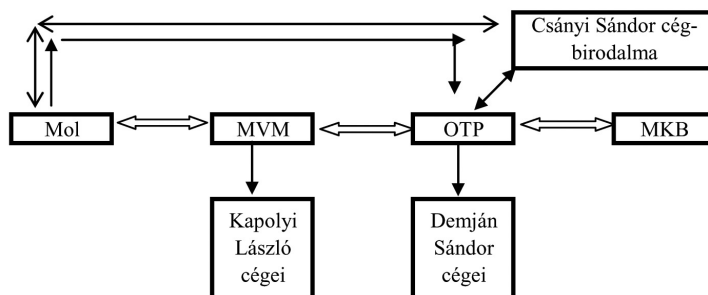 Csányi Sándor cég-
birodalma
Mol
MVM
OTP
MKB
Kapolyi
László
cégei
Demján
Sándor
cégei